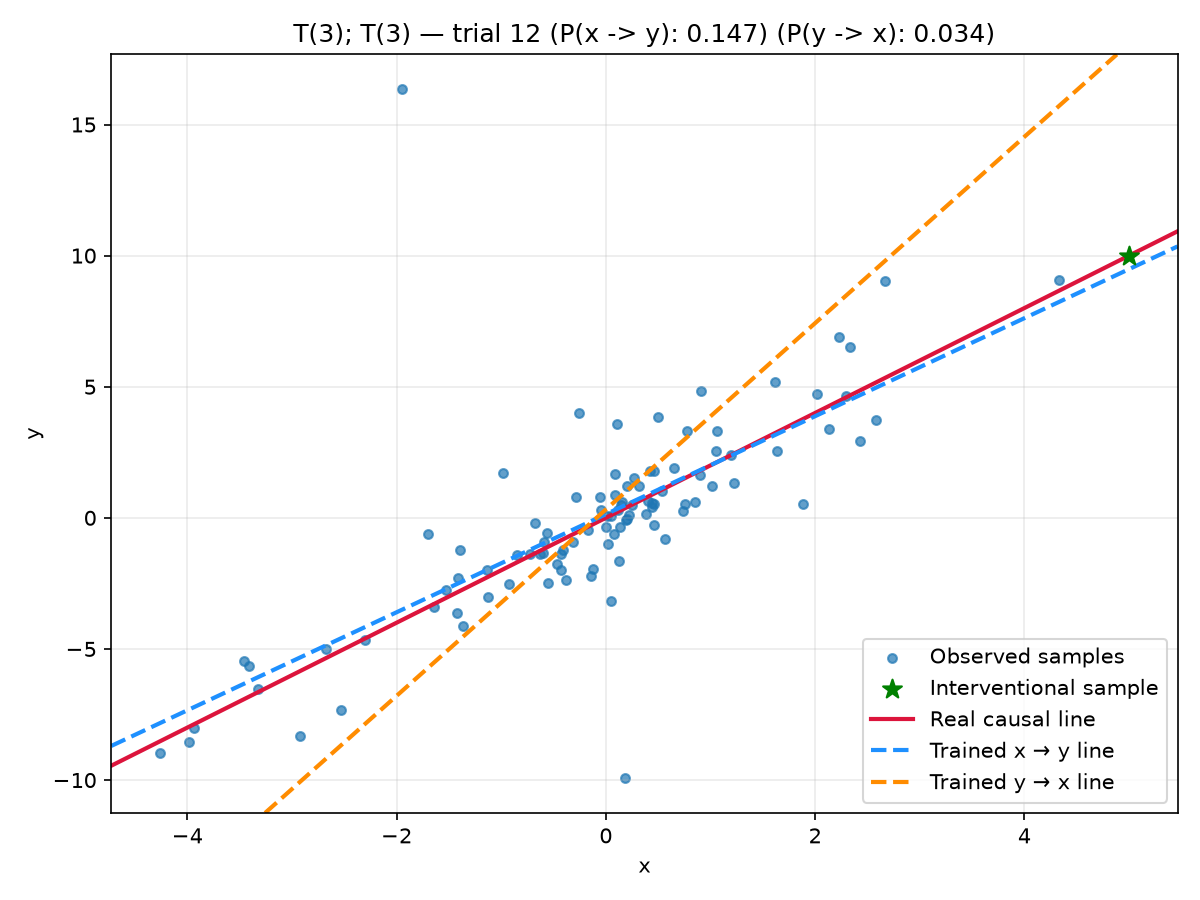 T(3); T(3) — trial 12 (P(x -> y): 0.147) (P(y -> x): 0.034)
15
10
5
0
−5
−10
y
−4
−2
0
2
4
x
Observed samples
Interventional sample
Real causal line
Trained x → y line
Trained y → x line